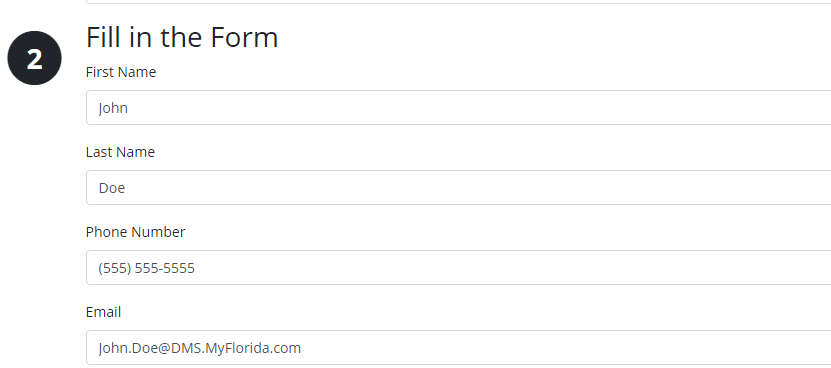 2
Fill in the Form
First Name
John
Last Name
Doe
Phone Number
(555) 555-5555
Email
John.Doe@DMS.MyFlorida.com